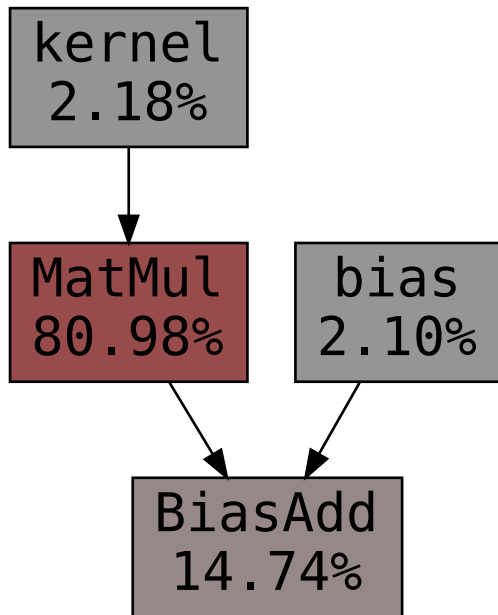 kernel
2.18%
MatMul
80.98%
bias
2.10%
BiasAdd
14.74%